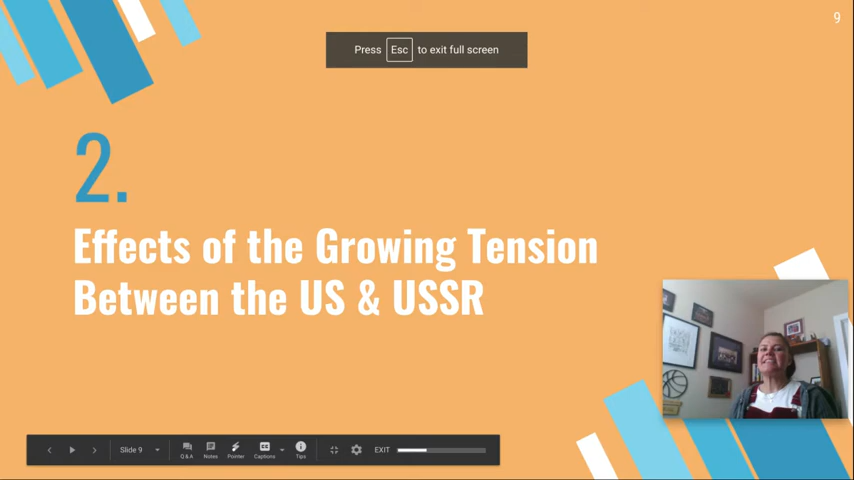 9
Press Esc to exit full screen
2.
Effects of the Growing Tension
Between the US & USSR
Slide 9
Q&A
Notes
Pointer
Captions
Tips
EXIT